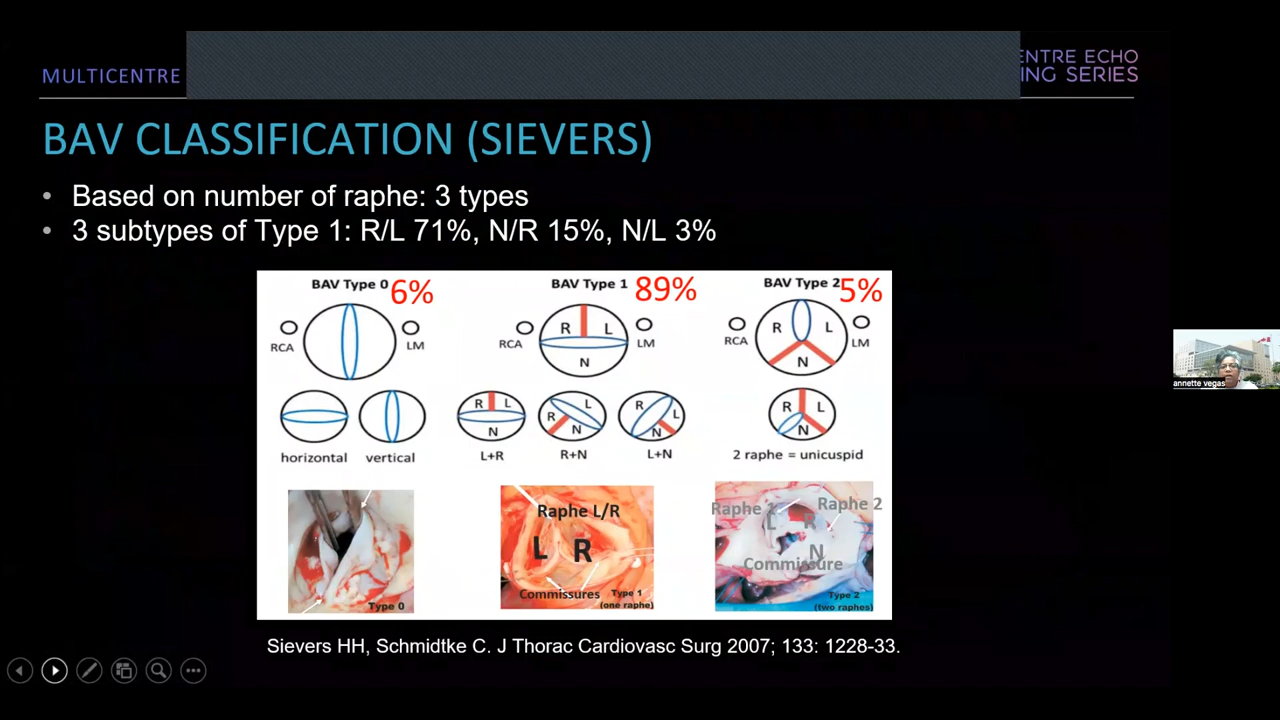 MULTICENTRE
ENTRE ECHO
ING SERIES
BAV CLASSIFICATION (SIEVERS)
• Based on number of raphe: 3 types
• 3 subtypes of Type 1: R/L 71%, N/R 15%, N/L 3%
BAV Type 0 6%
BAV Type 1 89%
BAV Type 2 5%
RCA LM
R L
RCA LM
N
R L
RCA LM
N
R L
N
L
R N
R L
N
R L
N
horizontal vertical
L+R R+N L+N
2 raphe = unicuspid
Type 0
Raphe L/R
L R
Commissures
Type 1
(one raphe)
Raphe 1
Raphe 2
L R
N
Commissure
Type 2
(two raphes)
Sievers HH, Schmidtke C. J Thorac Cardiovasc Surg 2007; 133: 1228-33.
annette vegas